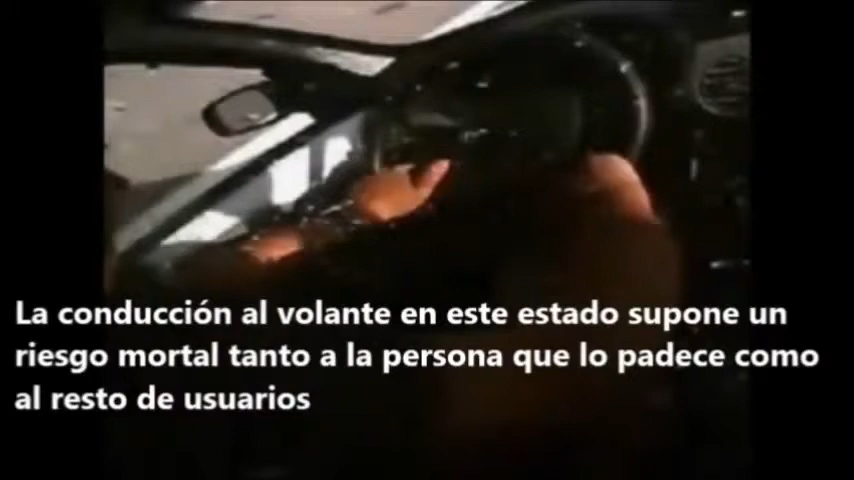 La conducción al volante en este estado supone un
riesgo mortal tanto a la persona que lo padece como
al resto de usuarios